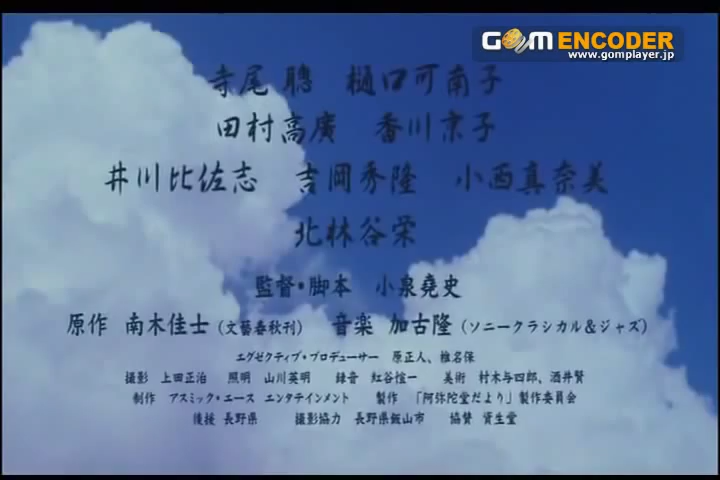 GOM ENCODER
www.gomplayer.jp
寺尾 聰　樋口可南子
田村高廣　香川京子
井川比佐志　吉岡秀隆　小西真奈美
北林谷栄
監督・脚本　小泉堯史
原作 南木佳士（文藝春秋刊）　音楽 加古隆（ソニークラシカル＆ジャズ）
エグゼクティブ・プロデューサー　原正人、椎名保
撮影　上田正治　照明　山川英明　録音　紅谷愃一　美術　村木与四郎、酒井賢
制作　アスミック・エース エンタテインメント　製作　「阿弥陀堂だより」製作委員会
後援 長野県　撮影協力　長野県飯山市　協賛　資生堂